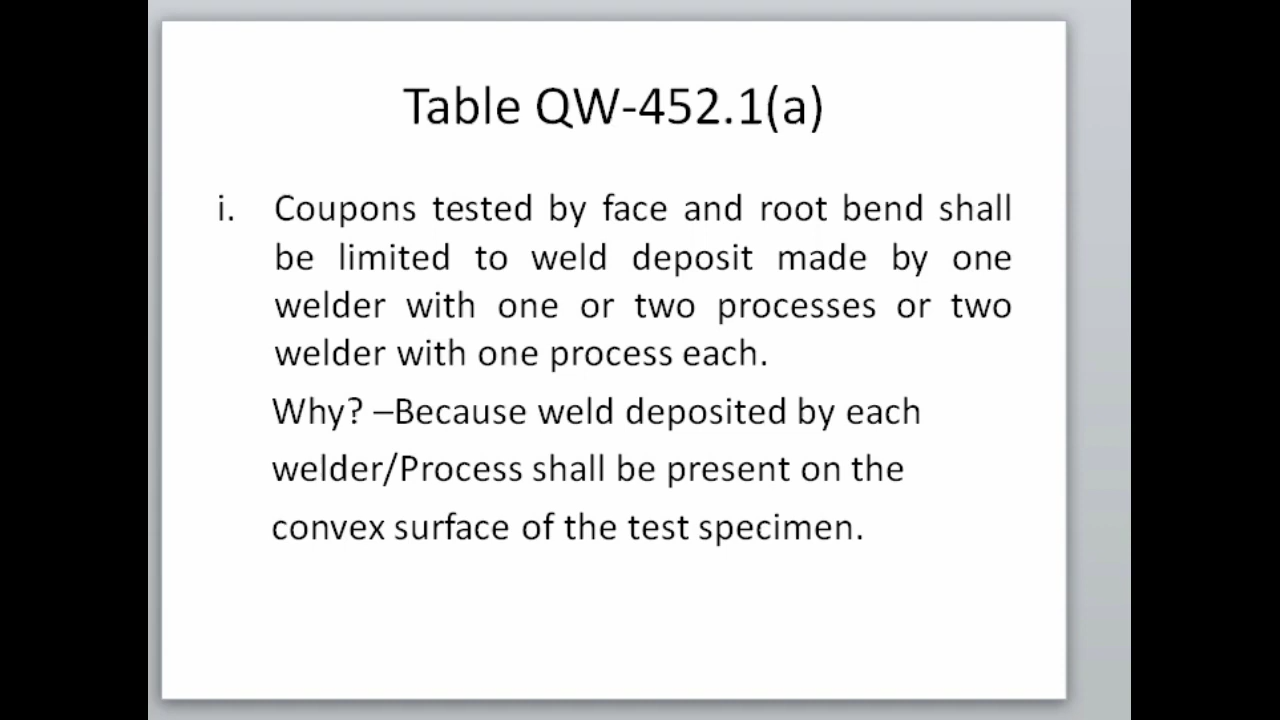 Table QW-452.1(a)
i. Coupons tested by face and root bend shall
be limited to weld deposit made by one
welder with one or two processes or two
welder with one process each.
Why? –Because weld deposited by each
welder/Process shall be present on the
convex surface of the test specimen.